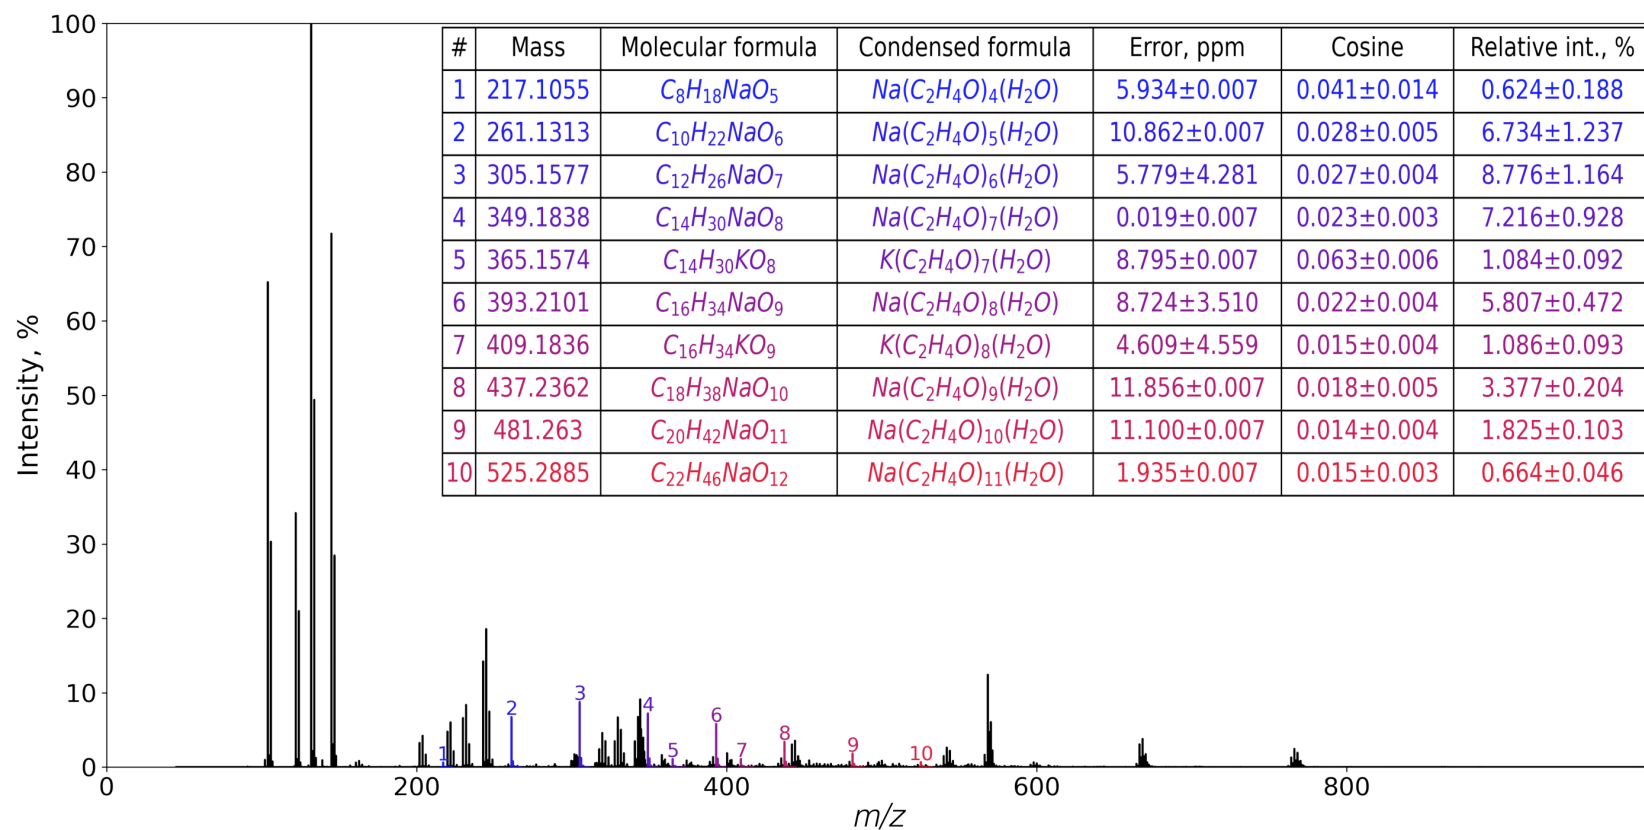 # Mass Molecular formula Condensed formula Error, ppm Cosine Relative int., %
1 217.1055 C₈H₁₈NaO₅ Na(C₂H₄O)₄(H₂O) 5.934±0.007 0.041±0.014 0.624±0.188
2 261.1313 C₁₀H₂₂NaO₆ Na(C₂H₄O)₅(H₂O) 10.862±0.007 0.028±0.005 6.734±1.237
3 305.1577 C₁₂H₂₆NaO₇ Na(C₂H₄O)₆(H₂O) 5.779±4.281 0.027±0.004 8.776±1.164
4 349.1838 C₁₄H₃₀NaO₈ Na(C₂H₄O)₇(H₂O) 0.019±0.007 0.023±0.003 7.216±0.928
5 365.1574 C₁₄H₃₀KO₈ K(C₂H₄O)₇(H₂O) 8.795±0.007 0.063±0.006 1.084±0.092
6 393.2101 C₁₆H₃₄NaO₉ Na(C₂H₄O)₈(H₂O) 8.724±3.510 0.022±0.004 5.807±0.472
7 409.1836 C₁₆H₃₄KO₉ K(C₂H₄O)₈(H₂O) 4.609±4.559 0.015±0.004 1.086±0.093
8 437.2362 C₁₈H₃₈NaO₁₀ Na(C₂H₄O)₉(H₂O) 11.856±0.007 0.018±0.005 3.377±0.204
9 481.263 C₂₀H₄₂NaO₁₁ Na(C₂H₄O)₁₀(H₂O) 11.100±0.007 0.014±0.004 1.825±0.103
10 525.2885 C₂₂H₄₆NaO₁₂ Na(C₂H₄O)₁₁(H₂O) 1.935±0.007 0.015±0.003 0.664±0.046
Intensity, %
100
90
80
70
60
50
40
30
20
10
0
1
2
3
4
5
6
7
8
9
10
0 200 400 600 800
m/z